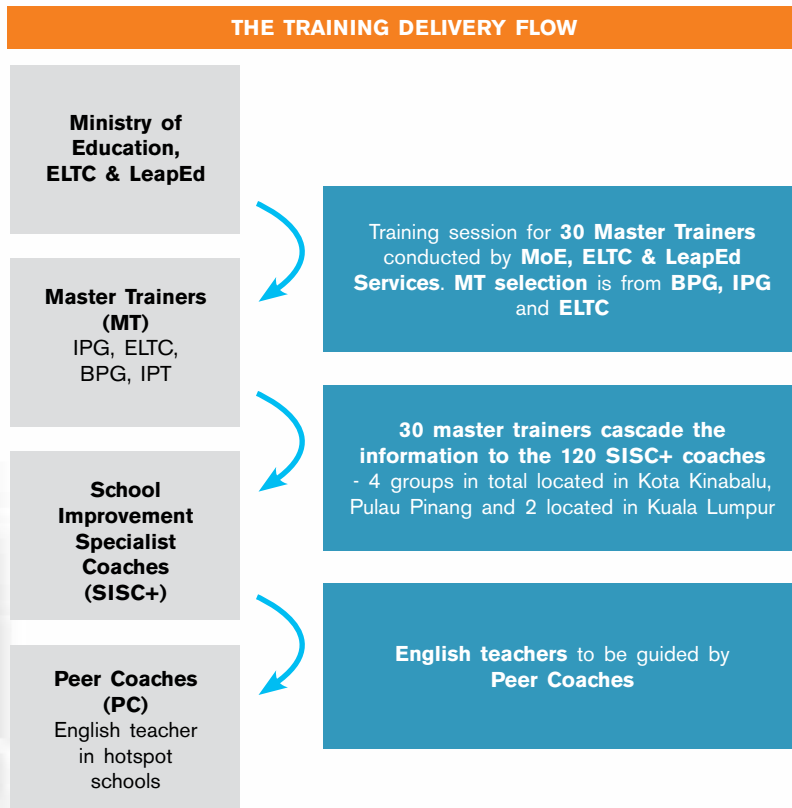 THE TRAINING DELIVERY FLOW
Ministry of
Education,
ELTC & LeapEd
Training session for 30 Master Trainers
conducted by MoE, ELTC & LeapEd
Services. MT selection is from BPG, IPG
and ELTC
Master Trainers
(MT)
IPG, ELTC,
BPG, IPT
30 master trainers cascade the
information to the 120 SISC+ coaches
- 4 groups in total located in Kota Kinabalu,
Pulau Pinang and 2 located in Kuala Lumpur
School
Improvement
Specialist
Coaches
(SISC+)
English teachers to be guided by
Peer Coaches
Peer Coaches
(PC)
English teacher
in hotspot
schools